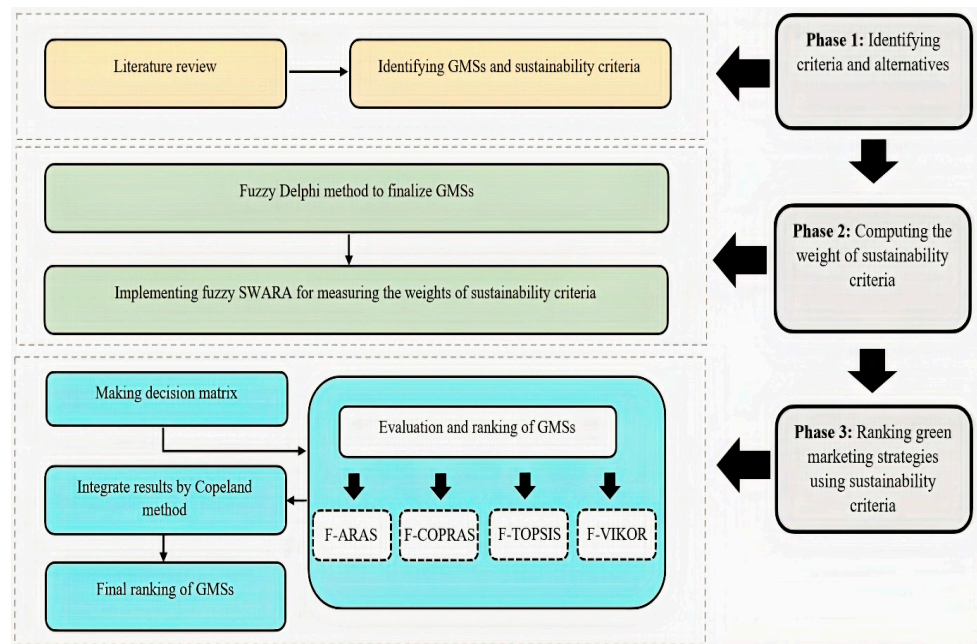 Literature review
Identifying GMSs and sustainability criteria
Phase 1: Identifying
criteria and alternatives
Fuzzy Delphi method to finalize GMSs
Implementing fuzzy SWARA for measuring the weights of sustainability criteria
Phase 2: Computing the
weight of sustainability
criteria
Making decision matrix
Integrate results by Copeland
method
Final ranking of GMSs
Evaluation and ranking of GMSs
F-ARAS
F-COPRAS
F-TOPSIS
F-VIKOR
Phase 3: Ranking green
marketing strategies
using sustainability
criteria